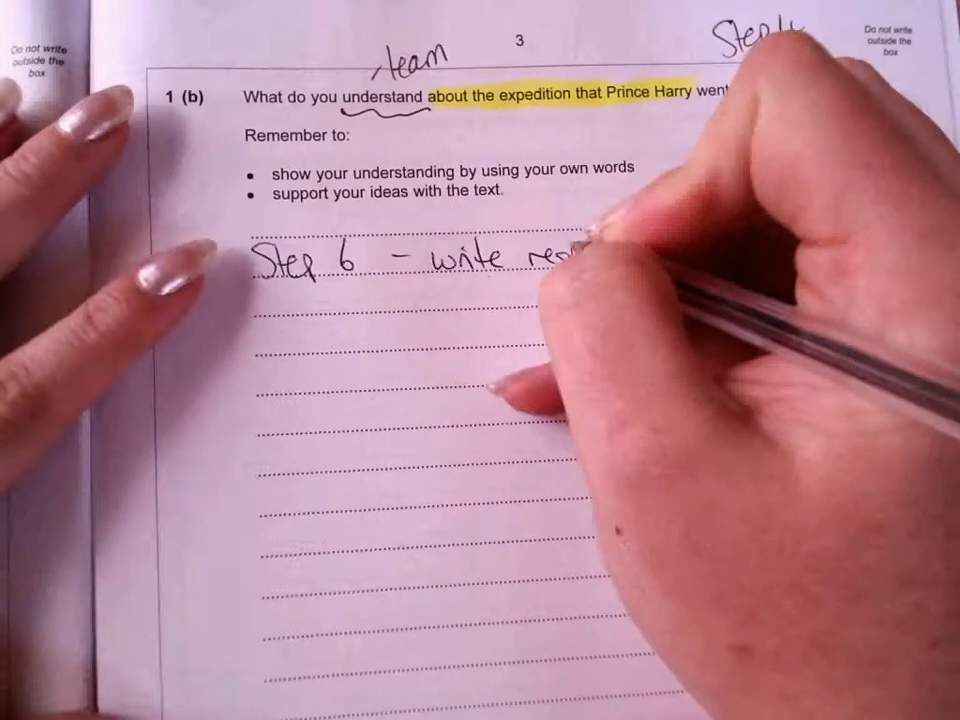 Do not write
outside the
box
team
3
Do not write
outside the
box
1 (b) What do you understand about the expedition that Prince Harry went
Remember to:
• show your understanding by using your own words
• support your ideas with the text.
Step 6 - write